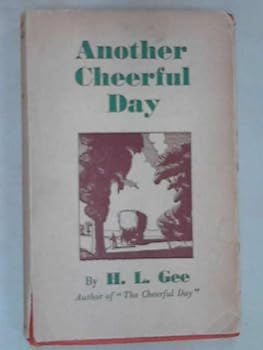 Another
Cheerful
Day
By H. L. Gee
Author of "The Cheerful Day"